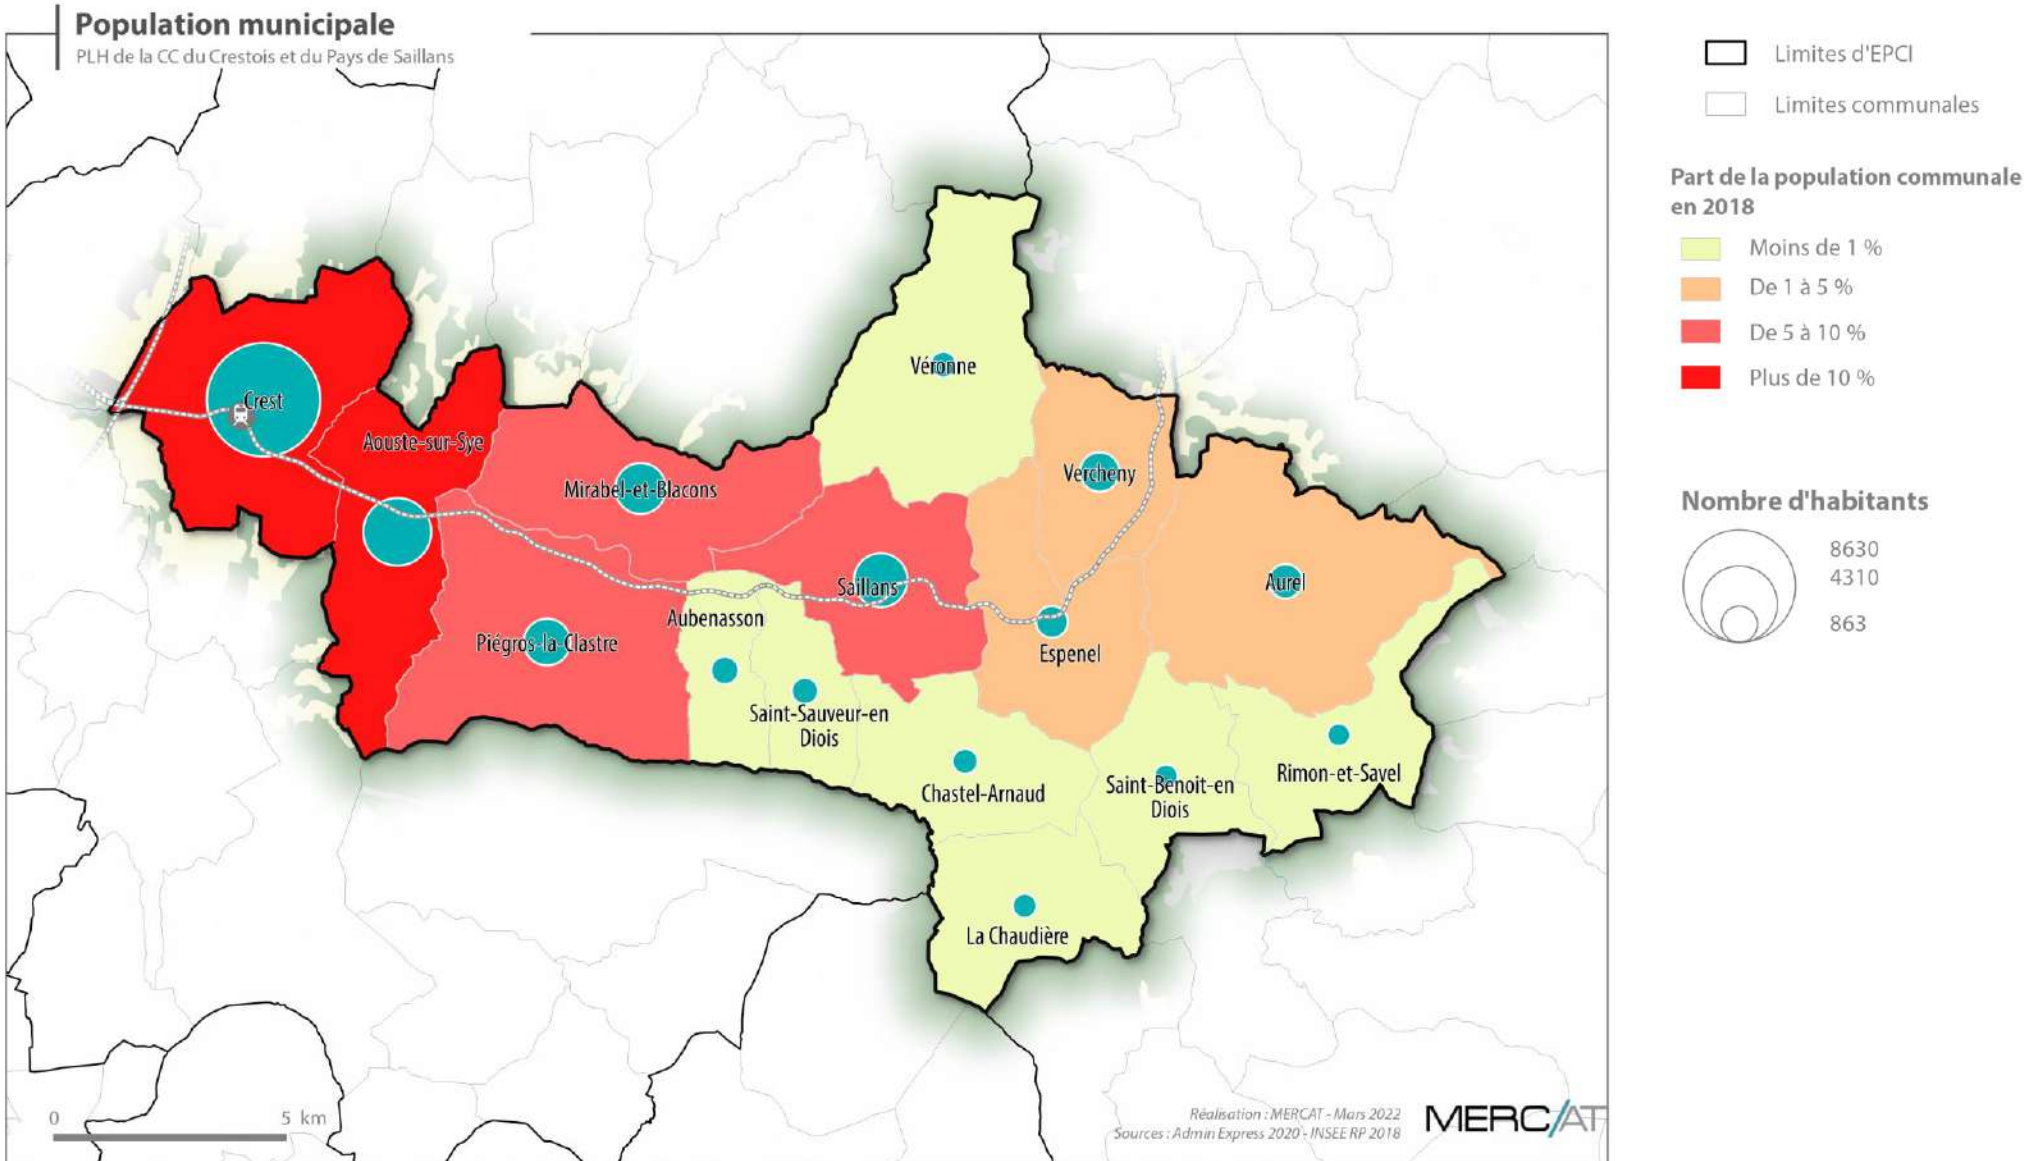 Population municipale
PLH de la CC du Crestois et du Pays de Saillans
Limites d'EPCI
Limites communales
Part de la population communale
en 2018
Moins de 1 %
De 1 à 5 %
De 5 à 10 %
Plus de 10 %
Nombre d'habitants
8630
4310
863
Véronne
Crest
Aouste-sur-Sye
Vercheny
Mirabel-et-Blacons
Saillans
Aurel
Aubenasson
Piégros-la-Clastre
Espenel
Saint-Sauveur-en
Diois
Rimon-et-Savel
Chastel-Arnaud
Saint-Benoit-en
Diois
La Chaudière
0
5 km
Réalisation : MERCAT - Mars 2022
Sources : Admin Express 2020 - INSEE RP 2018
MERC/AT